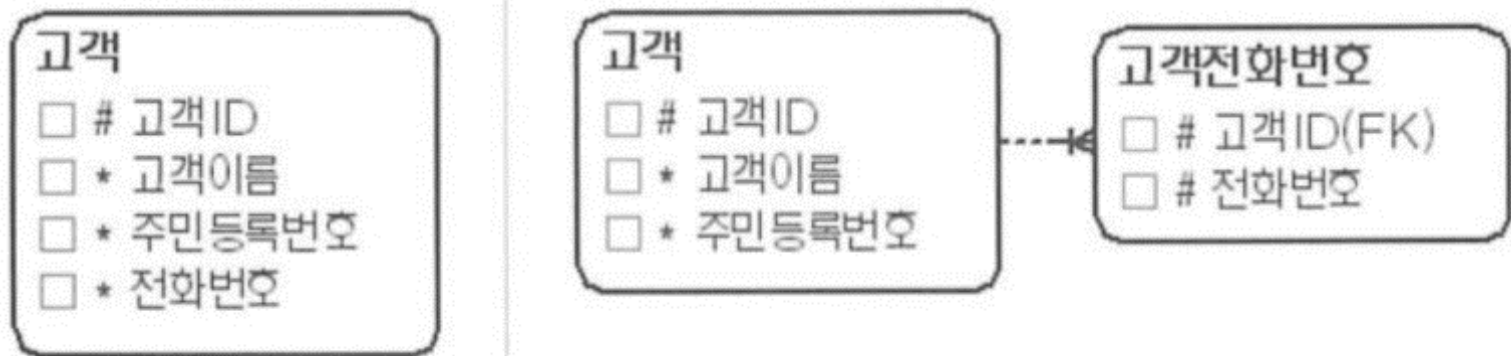 고객
# 고객ID
* 고객이름
* 주민등록번호
* 전화번호
고객
# 고객ID
* 고객이름
* 주민등록번호
고객전화번호
# 고객ID(FK)
# 전화번호